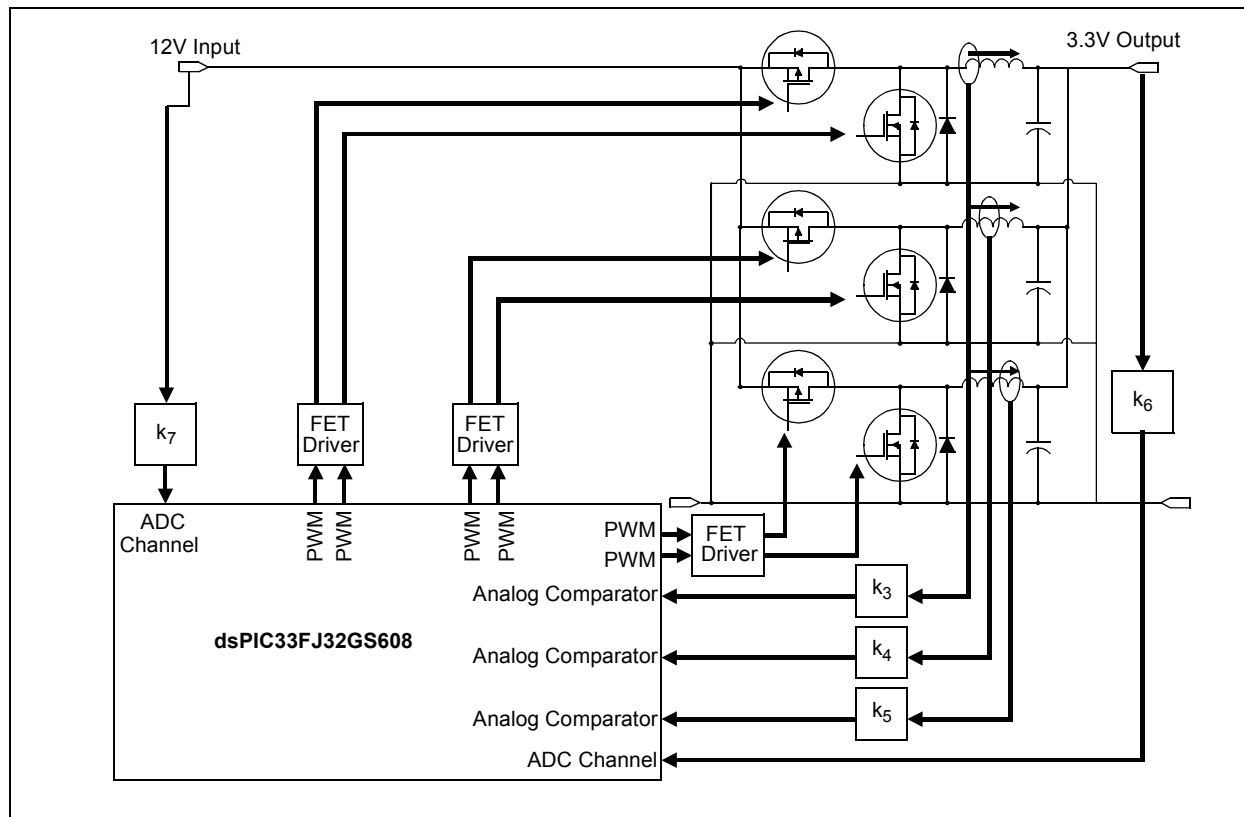 12V Input
3.3V Output
k7
FET
Driver
FET
Driver
k6
ADC
Channel
PWM
PWM
PWM
PWM
PWM
PWM
FET
Driver
Analog Comparator
k3
dsPIC33FJ32GS608
Analog Comparator
k4
Analog Comparator
k5
ADC Channel